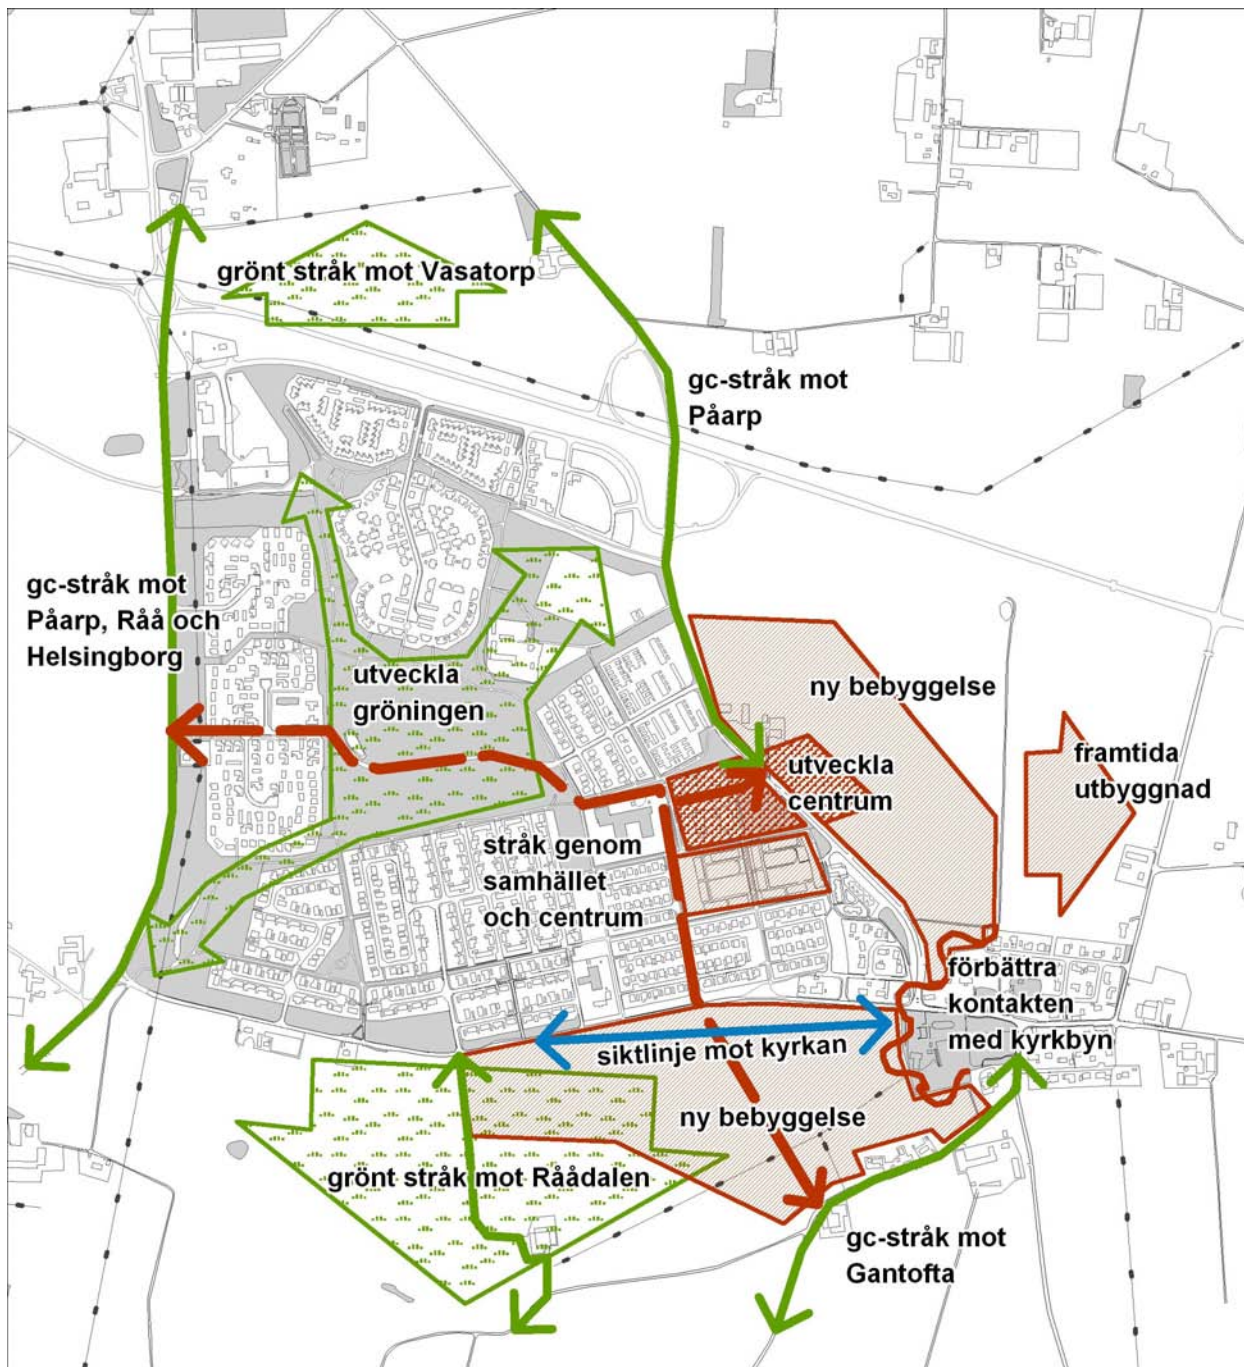 grönt stråk mot Vasatorp
gc-stråk mot
Påarp
gc-stråk mot
Påarp, Råå och
Helsingborg
utveckla
gröningen
ny bebyggelse
framtida
utbyggnad
utveckla
centrum
stråk genom
samhället
och centrum
förbättra
kontakten
med kyrkbyn
siktlinje mot kyrkan
ny bebyggelse
grönt stråk mot Råådalen
gc-stråk mot
Gantofta